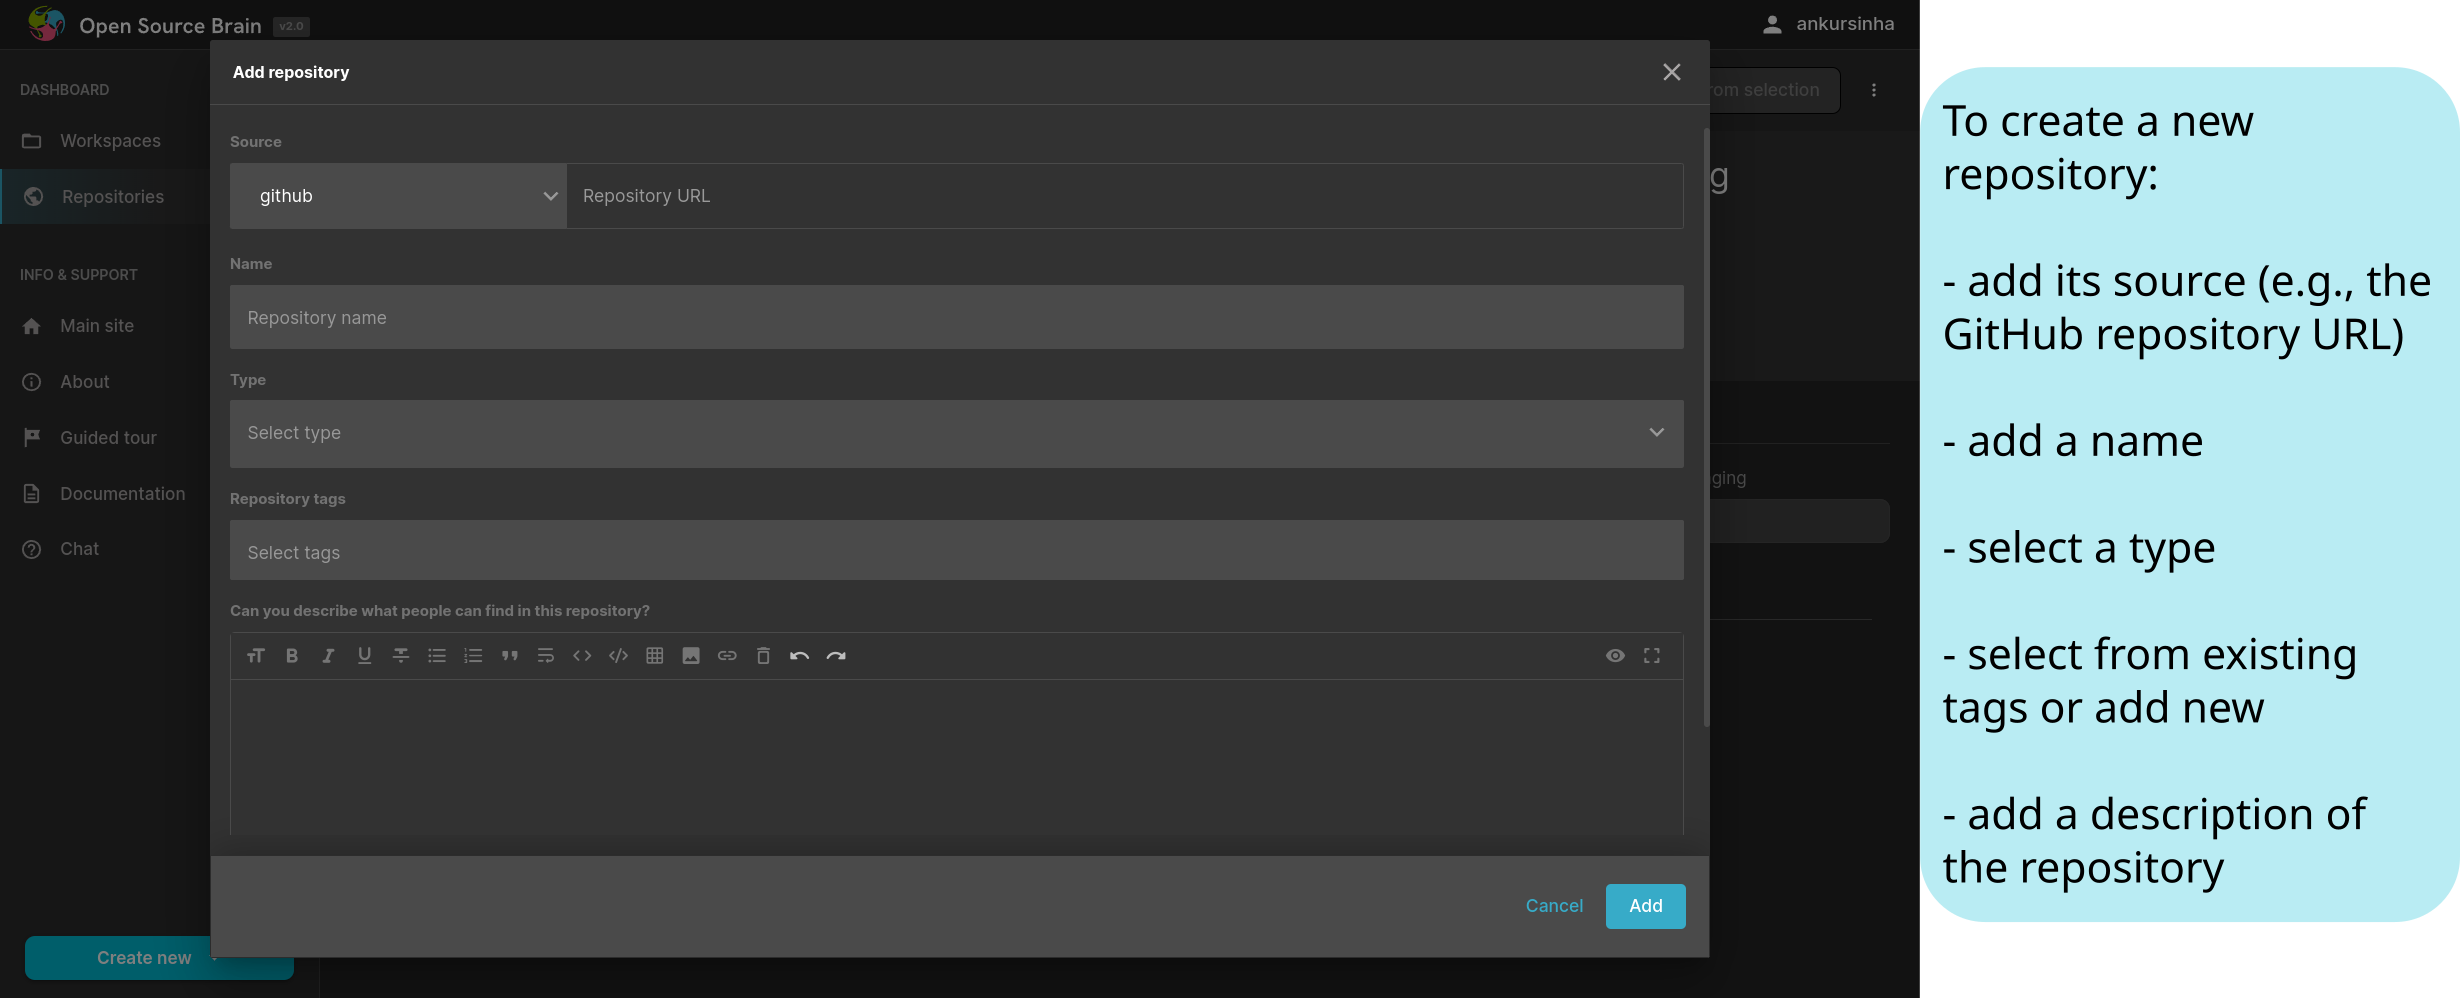 Open Source Brain v2.0
ankursinha
DASHBOARD
Workspaces
Repositories
INFO & SUPPORT
Main site
About
Guided tour
Documentation
Chat
Create new
Add repository
Source
github
Repository URL
Name
Repository name
Type
Select type
Repository tags
Select tags
Can you describe what people can find in this repository?
Cancel
Add
selection
To create a new
repository:
- add its source (e.g., the
GitHub repository URL)
- add a name
- select a type
- select from existing
tags or add new
- add a description of
the repository